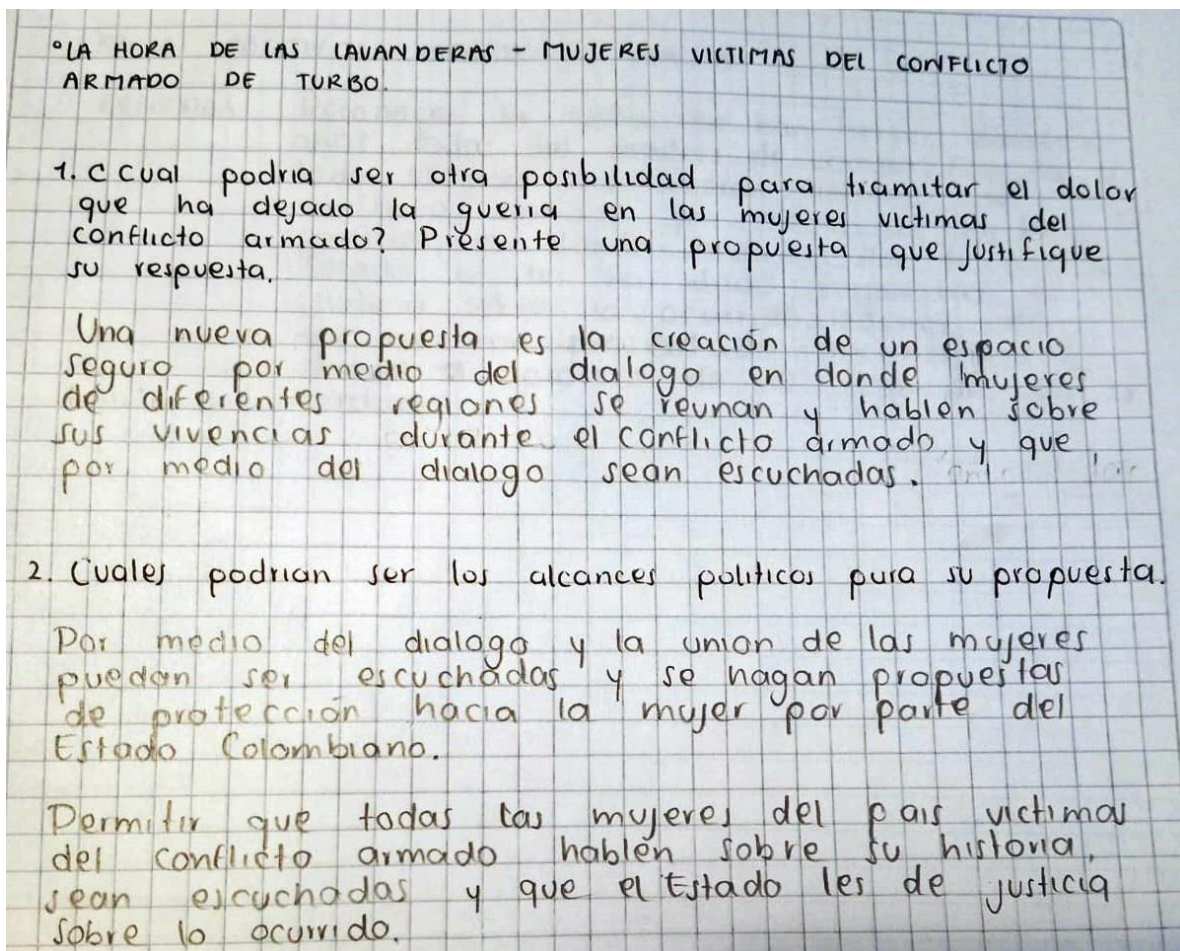 °LA HORA DE LAS LAVANDERAS - MUJERES VICTIMAS DEL CONFLICTO
ARMADO DE TURBO.
1. ¿Cual podria ser otra posibilidad para tramitar el dolor
que ha dejado la guerra en las mujeres victimas del
conflicto armado? Presente una propuesta que justifique
su respuesta.
Una nueva propuesta es la creación de un espacio
seguro por medio del dialogo en donde mujeres
de diferentes regiones se reunan y hablen sobre
sus vivencias durante el conflicto armado y que,
por medio del dialogo sean escuchadas.
2. Cuales podrian ser los alcances politicos para su propuesta.
Por medio del dialogo y la union de las mujeres
puedan ser escuchadas y se hagan propuestas
de protección hacia la mujer por parte del
Estado Colombiano.
Permitir que todas las mujeres del pais victimas
del conflicto armado hablen sobre su historia,
sean escuchadas y que el Estado les de justicia
sobre lo ocurrido.